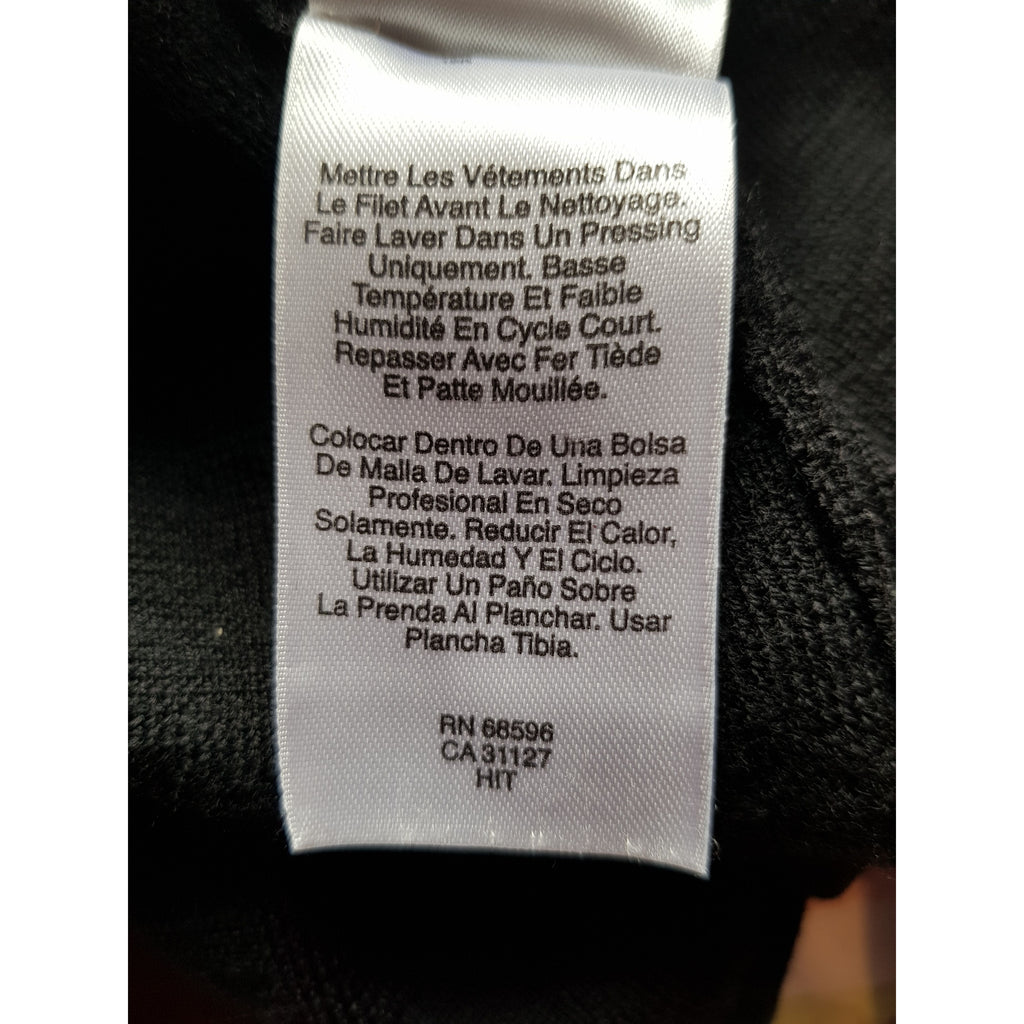 Mettre Les Vêtements Dans
Le Filet Avant Le Nettoyage.
Faire Laver Dans Un Pressing
Uniquement. Basse
Température Et Faible
Humidité En Cycle Court.
Repasser Avec Fer Tiède
Et Patte Mouillée.
Colocar Dentro De Una Bolsa
De Malla De Lavar. Limpieza
Profesional En Seco
Solamente. Reducir El Calor,
La Humedad Y El Ciclo.
Utilizar Un Paño Sobre
La Prenda Al Planchar. Usar
Plancha Tibia.
RN 68596
CA 31127
HIT